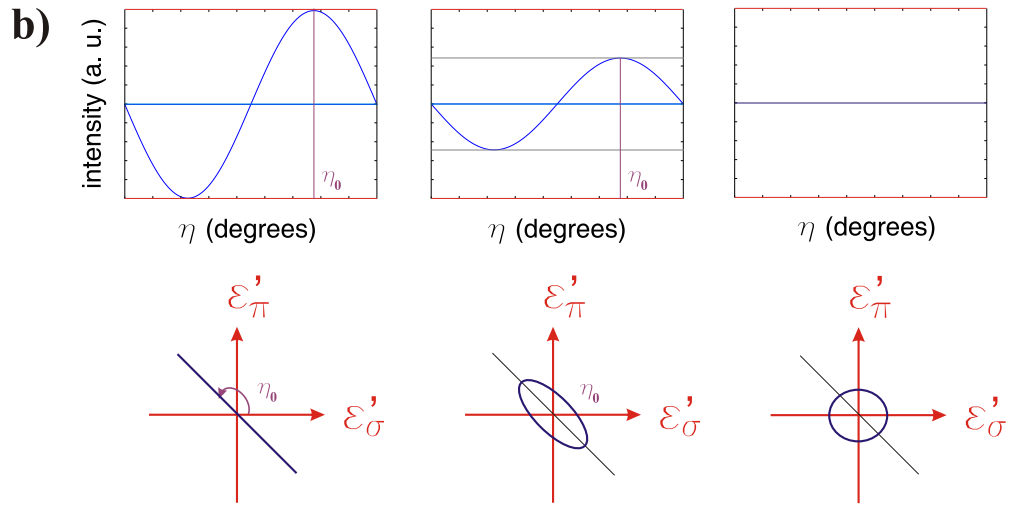 b)
intensity (a. u.)
η₀
η₀
η (degrees)
η (degrees)
η (degrees)
ε'π
ε'π
ε'π
η₀
η₀
ε'σ
ε'σ
ε'σ